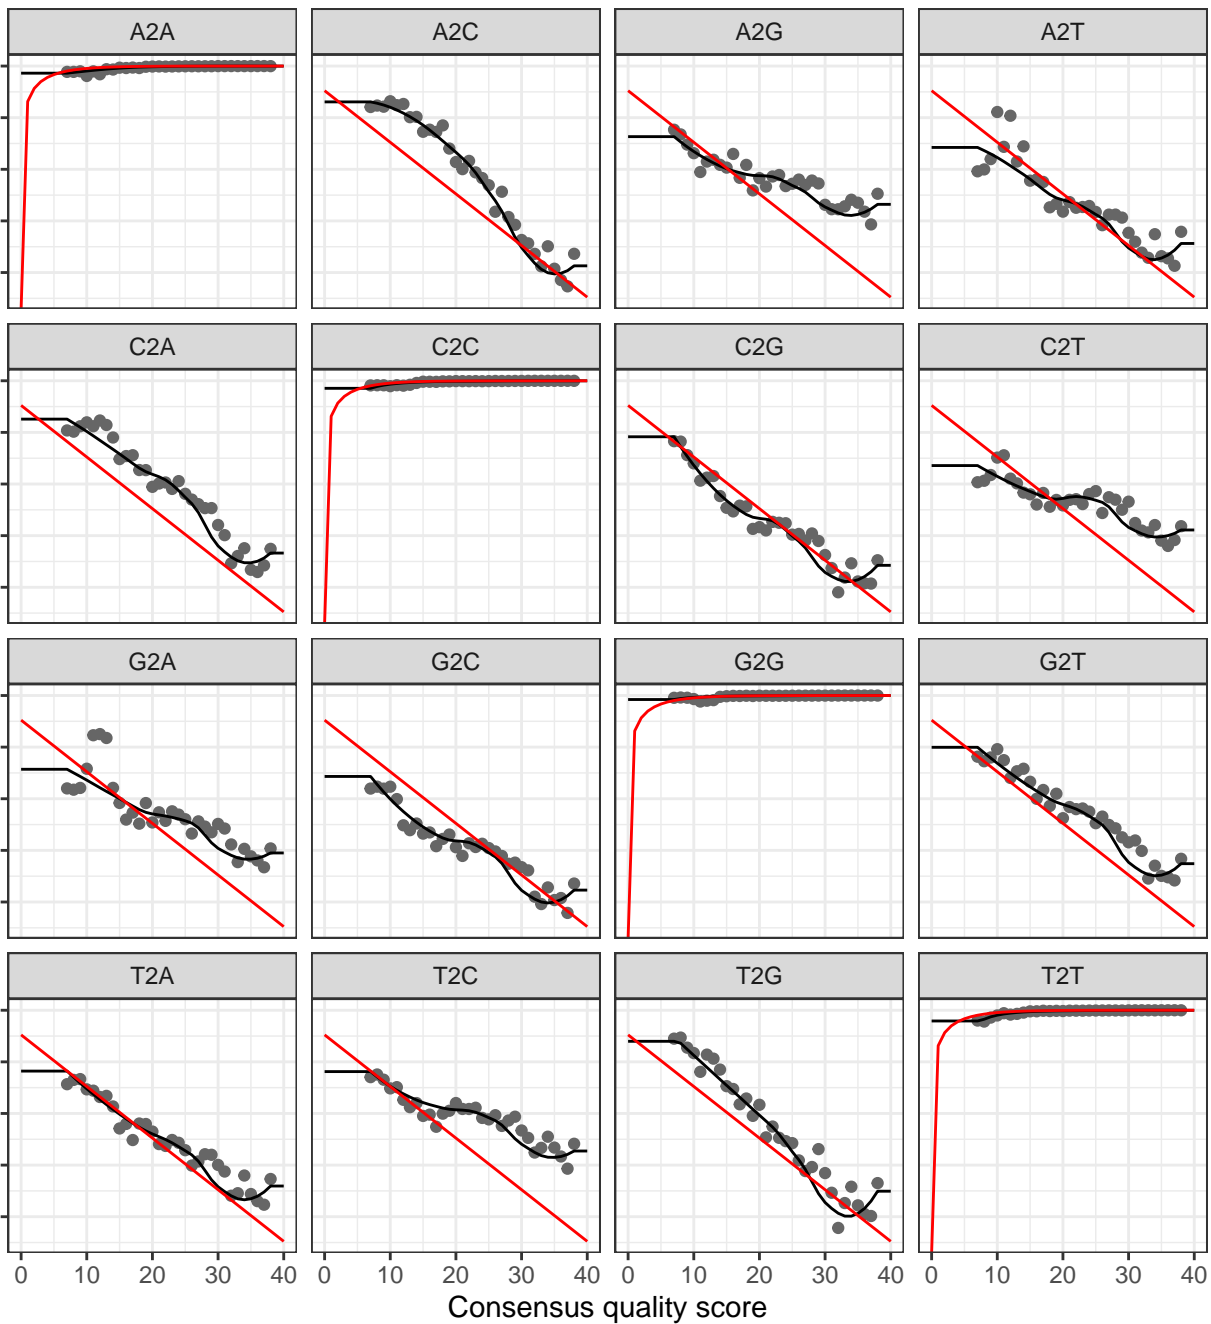 A2A A2C A2G A2T
C2A C2C C2G C2T
G2A G2C G2G G2T
T2A T2C T2G T2T
0 10 20 30 40 0 10 20 30 40 0 10 20 30 40 0 10 20 30 40
Consensus quality score